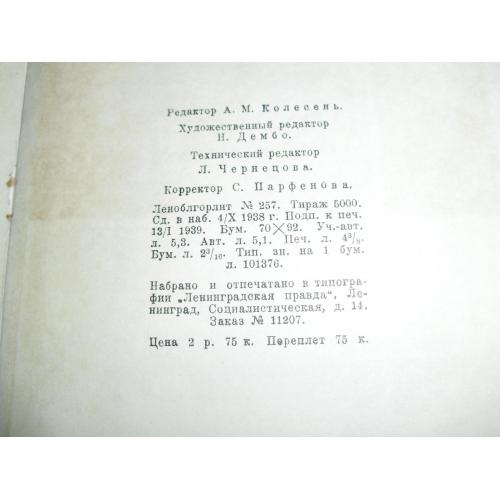 Редактор А. М. Колесень.
Художественный редактор
Н. Дембо.
Технический редактор
Л. Чернецова.
Корректор С. Парфенова.
Леноблгорлит № 257. Тираж 5000.
Сд. в наб. 4/X 1938 г. Подп. к печ.
13/I 1939. Бум. 70×92. Уч.-авт.
л. 5,3. Авт. л. 5,1. Печ. л. 4³/₈.
Бум. л. 2³/₁₆. Тип. зн. на 1 бум.
л. 101376.
Набрано и отпечатано в типогра-
фии „Ленинградская правда“, Ле-
нинград, Социалистическая, д. 14.
Заказ № 11207.
Цена 2 р. 75 к. Переплет 75 к.